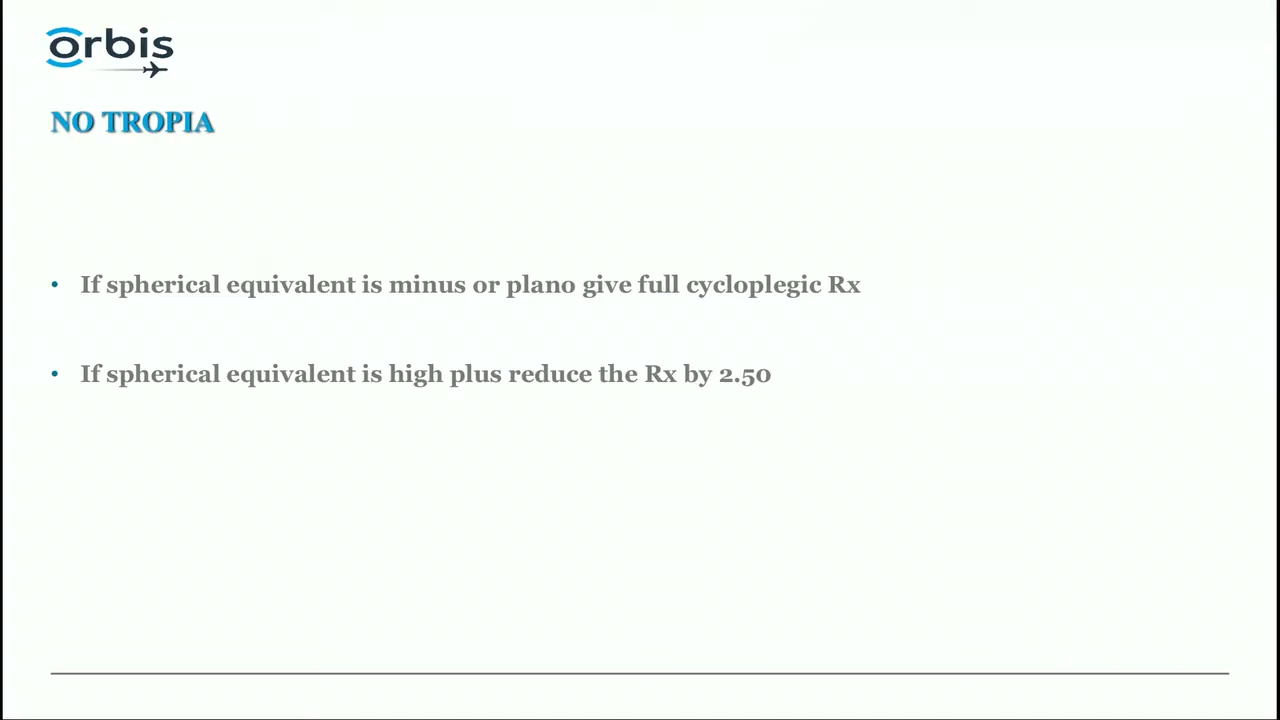 orbis
NO TROPIA
• If spherical equivalent is minus or plano give full cycloplegic Rx
• If spherical equivalent is high plus reduce the Rx by 2.50